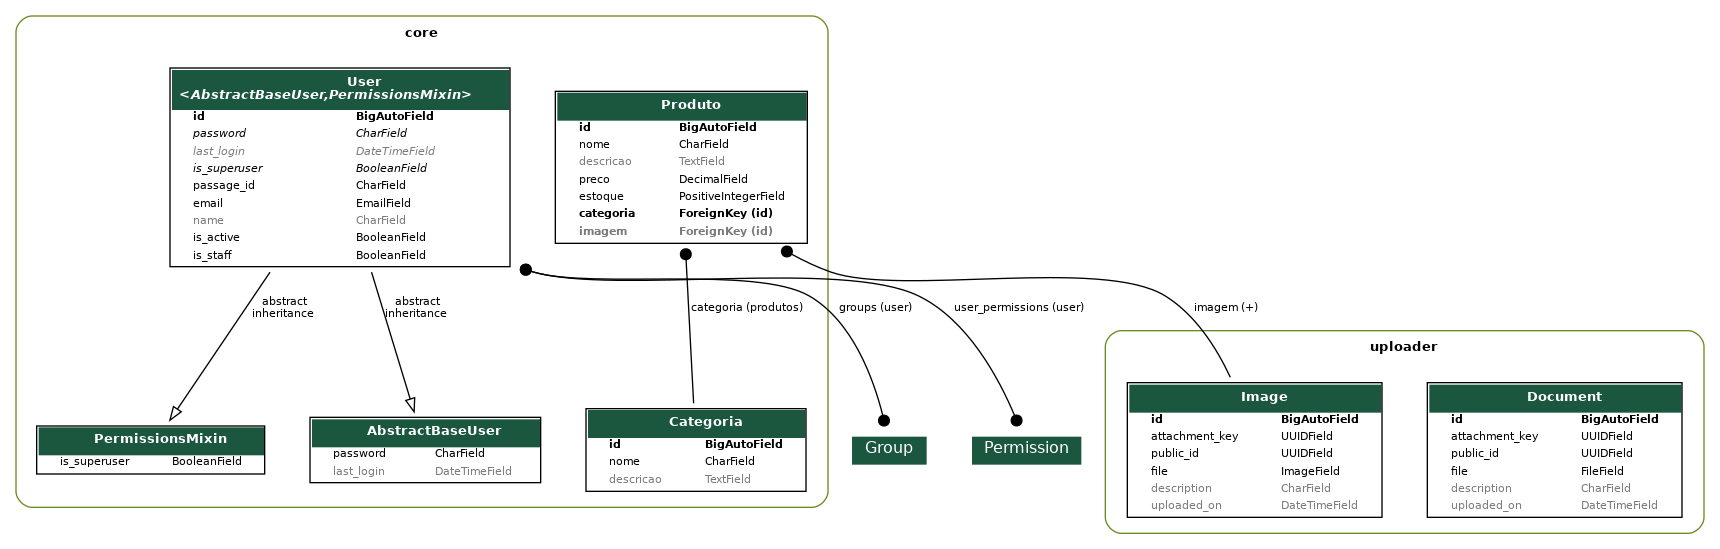 core
User
<AbstractBaseUser,PermissionsMixin>
id BigAutoField
password CharField
last_login DateTimeField
is_superuser BooleanField
passage_id CharField
email EmailField
name CharField
is_active BooleanField
is_staff BooleanField
Produto
id BigAutoField
nome CharField
descricao TextField
preco DecimalField
estoque PositiveIntegerField
categoria ForeignKey (id)
imagem ForeignKey (id)
abstract
inheritance
abstract
inheritance
categoria (produtos)
groups (user)
user_permissions (user)
imagem (+)
PermissionsMixin
is_superuser BooleanField
AbstractBaseUser
password CharField
last_login DateTimeField
Categoria
id BigAutoField
nome CharField
descricao TextField
Group
Permission
uploader
Image
id BigAutoField
attachment_key UUIDField
public_id UUIDField
file ImageField
description CharField
uploaded_on DateTimeField
Document
id BigAutoField
attachment_key UUIDField
public_id UUIDField
file FileField
description CharField
uploaded_on DateTimeField